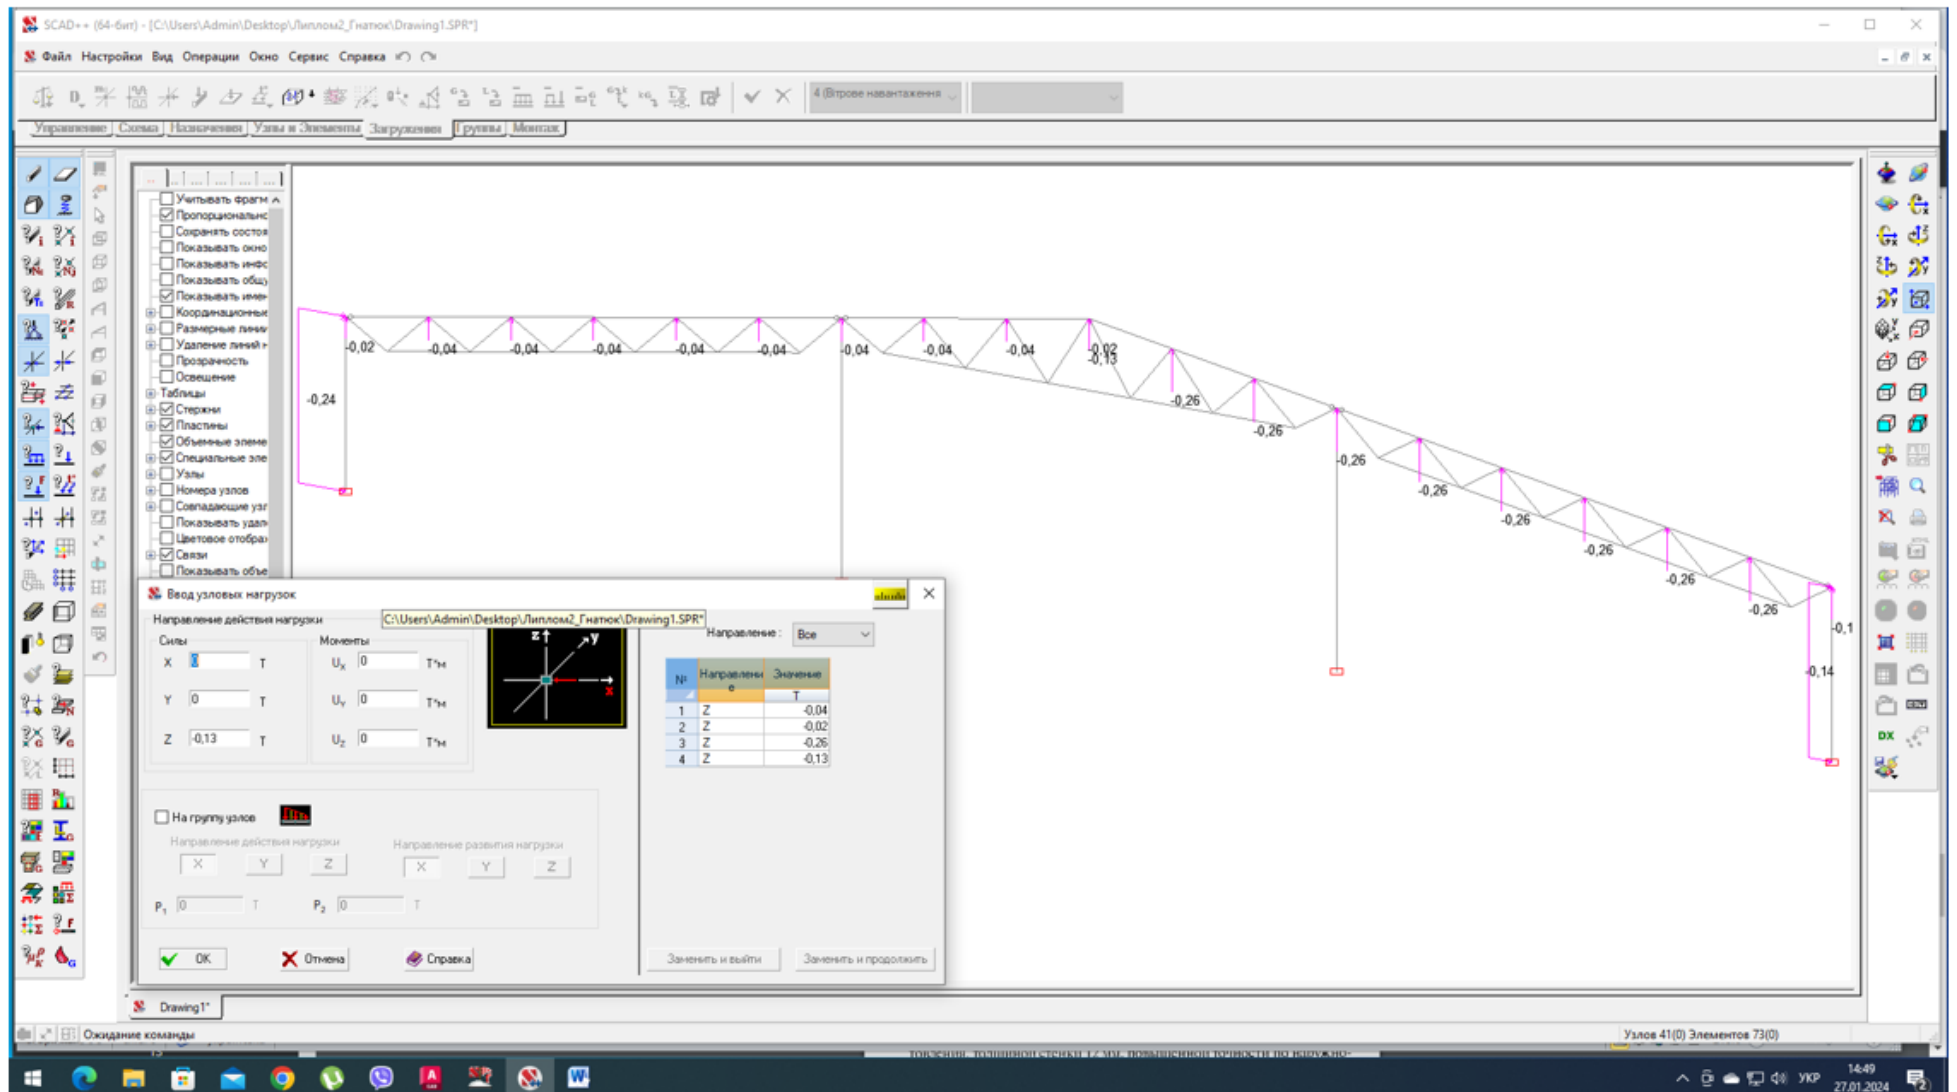 SCAD++ (64-бит) - [C:\Users\Admin\Desktop\Липлом2_Гнатюк\Drawing1.SPR*]
Файл Настройки Вид Операции Окно Сервис Справка
4 (Вітрове навантаження
Управление Схема Назначения Узлы и Элементы Загружения Группы Монтаж
Учитывать фрагм
Пропорционально
Сохранять состоя
Показывать окно
Показывать инфо
Показывать общу
Показывать имен
Координационные
Размерные линии
Удаление линий н
Прозрачность
Освещение
Таблицы
Стержни
Пластины
Объемные элеме
Специальные эле
Узлы
Номера узлов
Совпадающие узл
Показывать удал
Цветовое отобра
Связи
Показывать объе
-0,24
-0,02
-0,04
-0,04
-0,04
-0,04
-0,04
-0,04
-0,04
-0,04
-0,02
-0,13
-0,26
-0,26
-0,26
-0,26
-0,26
-0,26
-0,26
-0,26
-0,1
-0,14
Ввод узловых нагрузок
C:\Users\Admin\Desktop\Липлом2_Гнатюк\Drawing1.SPR*
Направление действия нагрузки
Силы
X 0 Т
Y 0 Т
Z -0,13 Т
Моменты
Uх 0 Т*м
Uу 0 Т*м
Uz 0 Т*м
z y
x
Направление : Все
№ Направление Значение
Т
1 Z -0,04
2 Z -0,02
3 Z -0,26
4 Z -0,13
На группу узлов
Направление действия нагрузки
X Y Z
Направление развития нагрузки
X Y Z
P1 0 Т
P2 0 Т
OK Отмена Справка
Заменить и выйти Заменить и продолжить
Drawing1*
Ожидание команды
Узлов 41(0) Элементов 73(0)
DX
УКР
14:49
27.01.2024